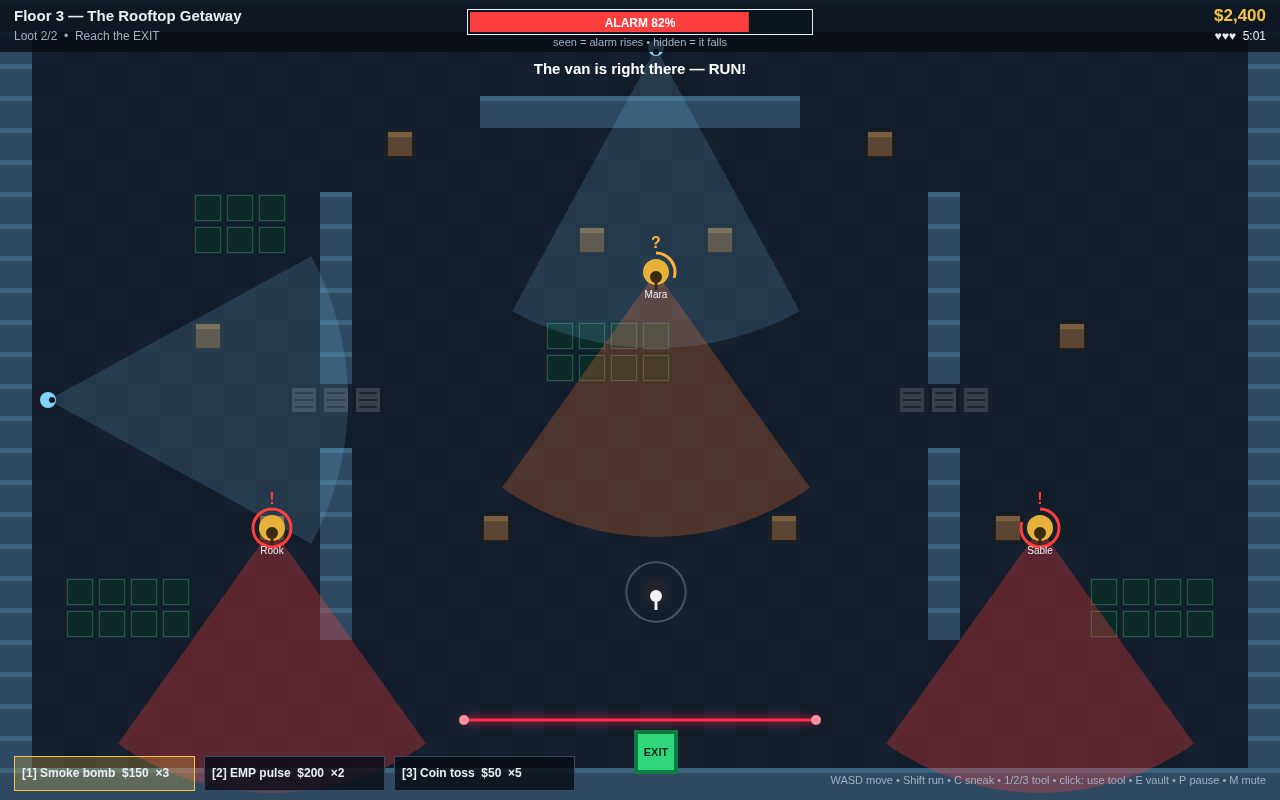 Floor 3 — The Rooftop Getaway
Loot 2/2 • Reach the EXIT
ALARM 82%
seen = alarm rises • hidden = it falls
$2,400
♥♥♥ 5:01
The van is right there — RUN!
?
Mara
!
Rook
!
Sable
EXIT
[1] Smoke bomb $150 ×3
[2] EMP pulse $200 ×2
[3] Coin toss $50 ×5
WASD move • Shift run • C sneak • 1/2/3 tool • click: use tool • E vault • P pause • M mute